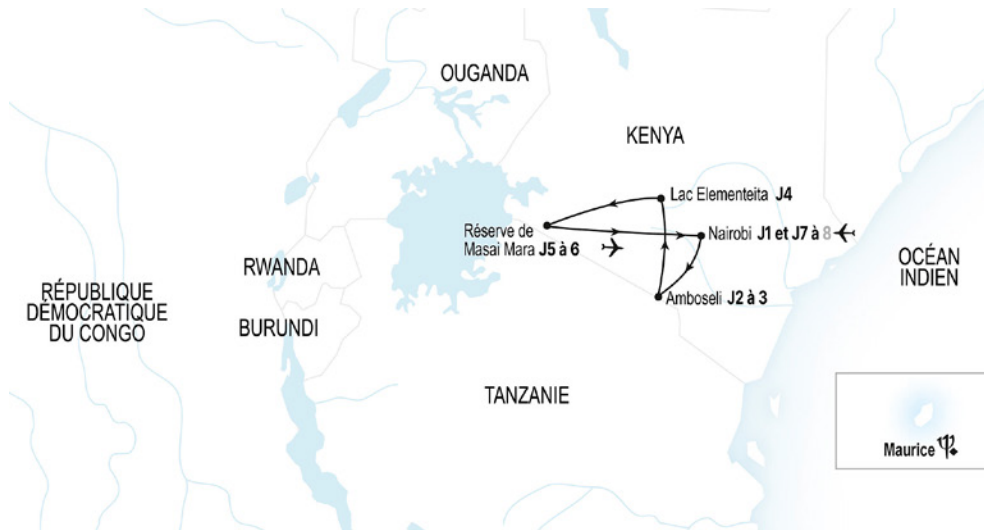 OUGANDA
KENYA
Lac Elementeita J4
Réserve de
Masai Mara J5 à 6
Nairobi J1 et J7 à 8
OCÉAN
INDIEN
RWANDA
RÉPUBLIQUE
DÉMOCRATIQUE
DU CONGO
BURUNDI
Amboseli J2 à 3
TANZANIE
Maurice